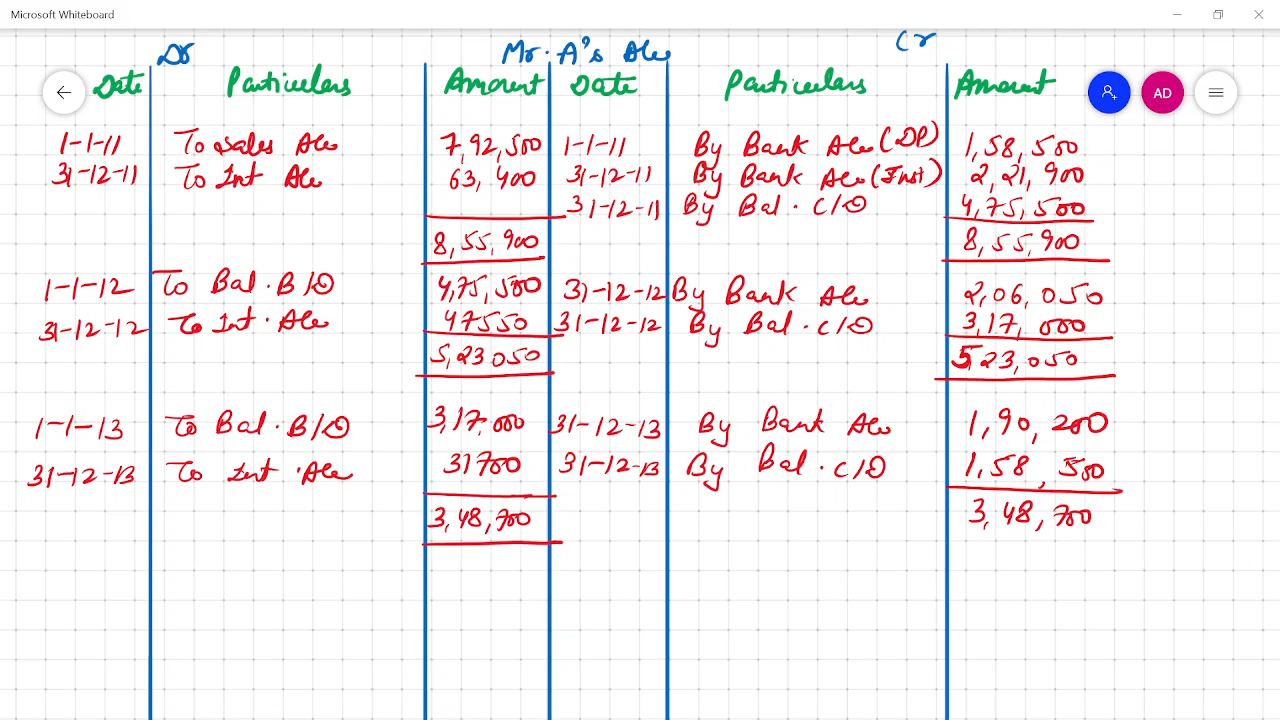 Microsoft Whiteboard
Dr Mr. A's A/c Cr
Date Particulars Amount Date Particulars Amount
AD
1-1-11 To Sales A/c 7,92,500 1-1-11 By Bank A/c (DP) 1,58,500
31-12-11 To Int A/c 63,400 31-12-11 By Bank A/c (Inst) 2,21,900
31-12-11 By Bal. C/D 4,75,500
8,55,900 8,55,900
1-1-12 To Bal. B/D 4,75,500 31-12-12 By Bank A/c 2,06,050
31-12-12 To Int. A/c 47550 31-12-12 By Bal. C/D 3,17,000
5,23,050 5,23,050
1-1-13 To Bal. B/D 3,17,000 31-12-13 By Bank A/c 1,90,200
31-12-13 To Int. A/c 31700 31-12-13 By Bal. C/D 1,58,500
3,48,700 3,48,700